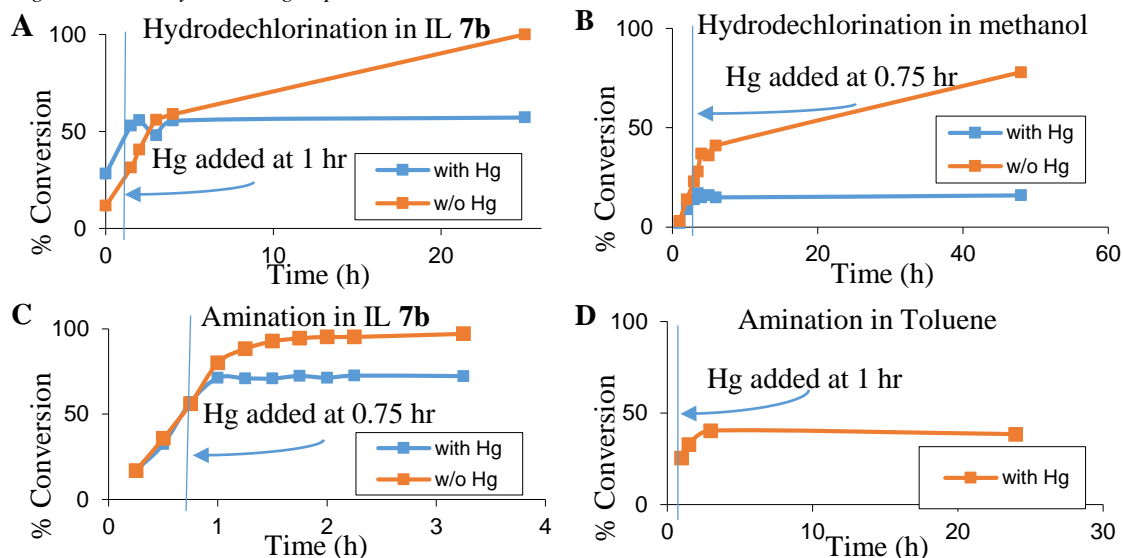 A
Hydrodechlorination in IL 7b
% Conversion
100
50
0
0
10
20
Time (h)
Hg added at 1 hr
with Hg
w/o Hg
B
Hydrodechlorination in methanol
% Conversion
100
50
0
0
20
40
60
Time (h)
Hg added at 0.75 hr
with Hg
w/o Hg
C
Amination in IL 7b
% Conversion
100
50
0
0
1
2
3
4
Time (h)
Hg added at 0.75 hr
with Hg
w/o Hg
D
Amination in Toluene
% Conversion
100
50
0
0
10
20
30
Time (h)
Hg added at 1 hr
with Hg